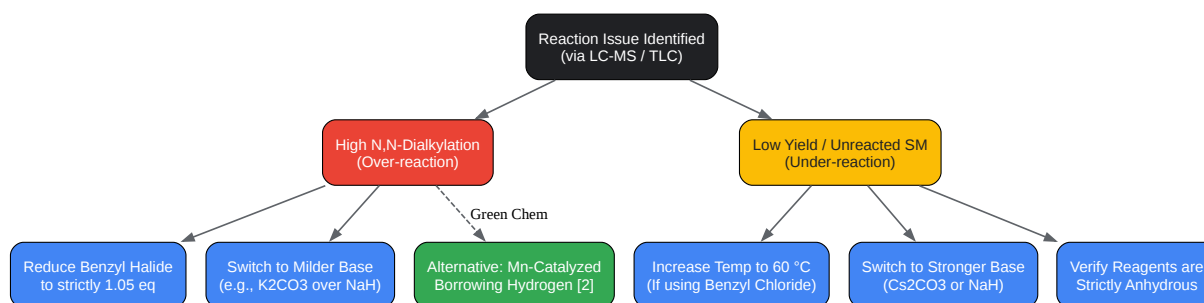 Reaction Issue Identified
(via LC-MS / TLC)
High N,N-Dialkylation
(Over-reaction)
Low Yield / Unreacted SM
(Under-reaction)
Green Chem
Reduce Benzyl Halide
to strictly 1.05 eq
Switch to Milder Base
(e.g., K2CO3 over NaH)
Alternative: Mn-Catalyzed
Borrowing Hydrogen [2]
Increase Temp to 60 °C
(If using Benzyl Chloride)
Switch to Stronger Base
(Cs2CO3 or NaH)
Verify Reagents are
Strictly Anhydrous